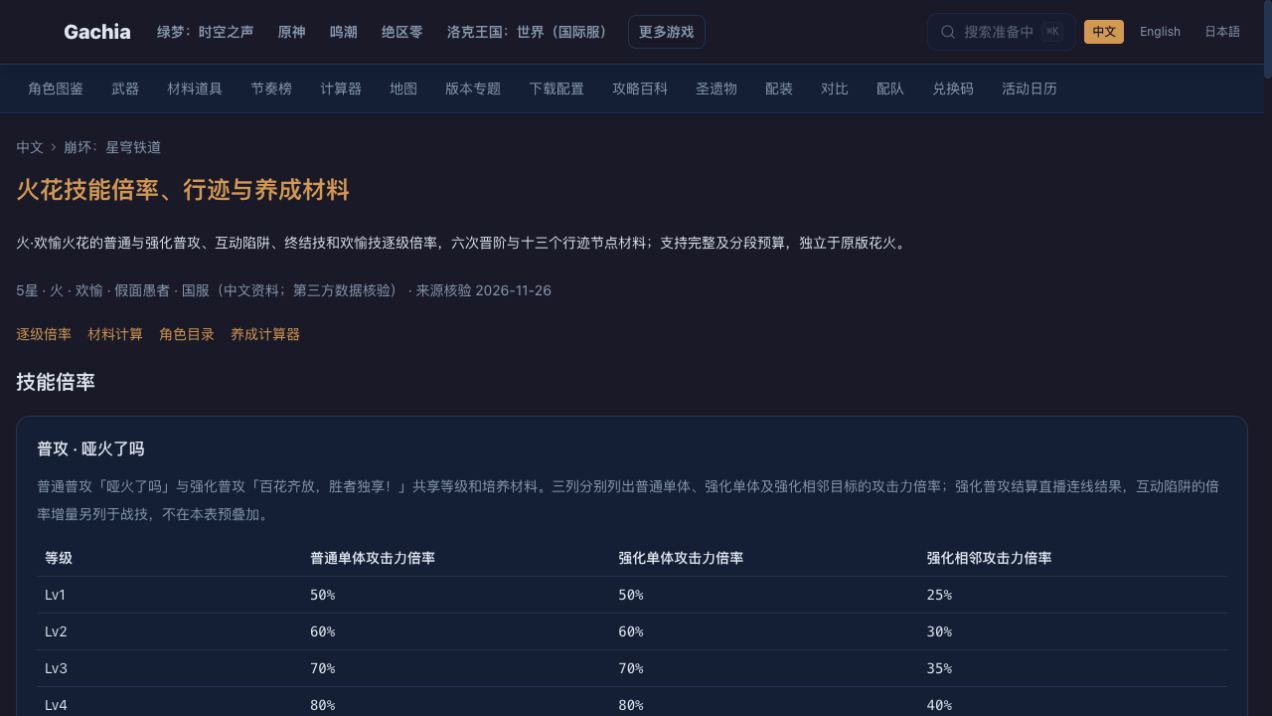 Gachia 绿梦：时空之声 原神 鸣潮 绝区零 洛克王国：世界（国际服） 更多游戏 搜索准备中 ⌘K 中文 English 日本語
角色图鉴 武器 材料道具 节奏榜 计算器 地图 版本专题 下载配置 攻略百科 圣遗物 配装 对比 配队 兑换码 活动日历
中文 › 崩坏：星穹铁道
火花技能倍率、行迹与养成材料
火·欢愉火花的普通与强化普攻、互动陷阱、终结技和欢愉技逐级倍率，六次晋阶与十三个行迹节点材料；支持完整及分段预算，独立于原版花火。
5星 · 火 · 欢愉 · 假面愚者 · 国服（中文资料；第三方数据核验） · 来源核验 2026-11-26
逐级倍率 材料计算 角色目录 养成计算器
技能倍率
普攻 · 哑火了吗
普通普攻「哑火了吗」与强化普攻「百花齐放，胜者独享！」共享等级和培养材料。三列分别列出普通单体、强化单体及强化相邻目标的攻击力倍率；强化普攻结算直播连线结果，互动陷阱的倍
率增量另列于战技，不在本表预叠加。
等级 普通单体攻击力倍率 强化单体攻击力倍率 强化相邻攻击力倍率
Lv1 50% 50% 25%
Lv2 60% 60% 30%
Lv3 70% 70% 35%
Lv4 80% 80% 40%